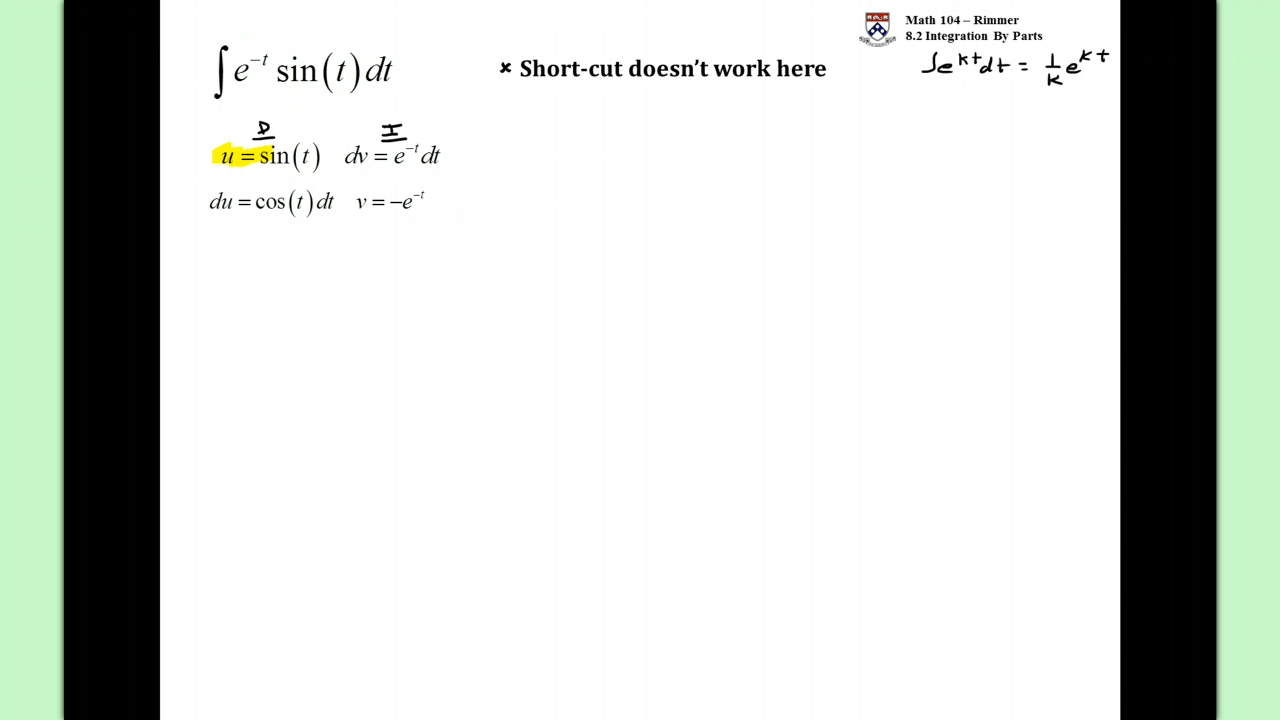 Math 104 – Rimmer
8.2 Integration By Parts
∫ e^{-t} sin(t) dt
× Short-cut doesn't work here
∫e^{kt}dt = \frac{1}{k} e^{kt}
D I
u = sin(t) dv = e^{-t} dt
du = cos(t) dt v = −e^{-t}